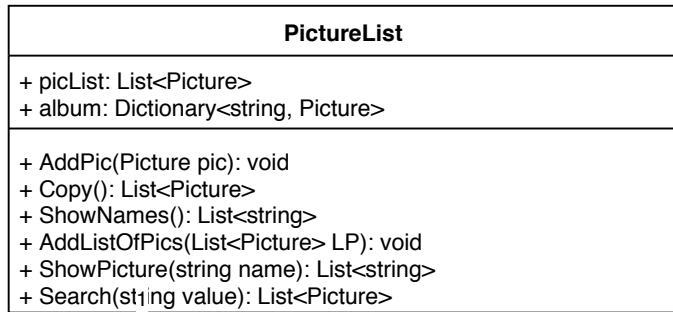 PictureList
+ picList: List<Picture>
+ album: Dictionary<string, Picture>
+ AddPic(Picture pic): void
+ Copy(): List<Picture>
+ ShowNames(): List<string>
+ AddListOfPics(List<Picture> LP): void
+ ShowPicture(string name): List<string>
+ Search(string value): List<Picture>
1